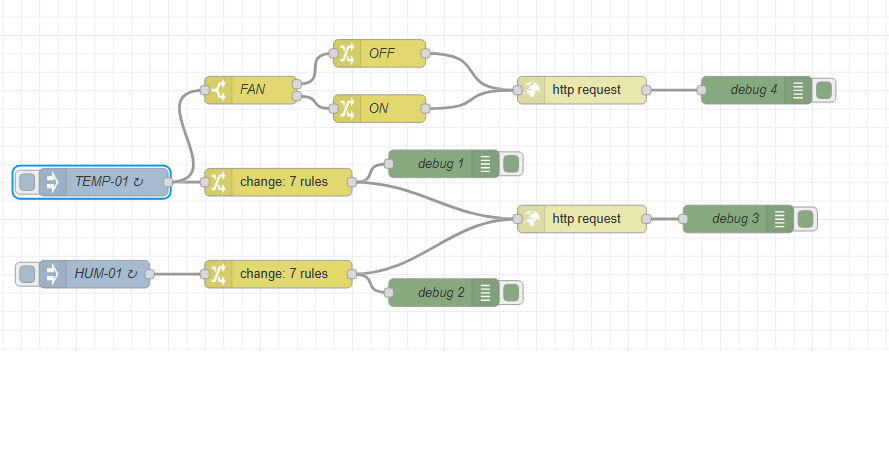 OFF
FAN
http request
debug 4
ON
debug 1
TEMP-01 ↻
change: 7 rules
http request
debug 3
HUM-01 ↻
change: 7 rules
debug 2